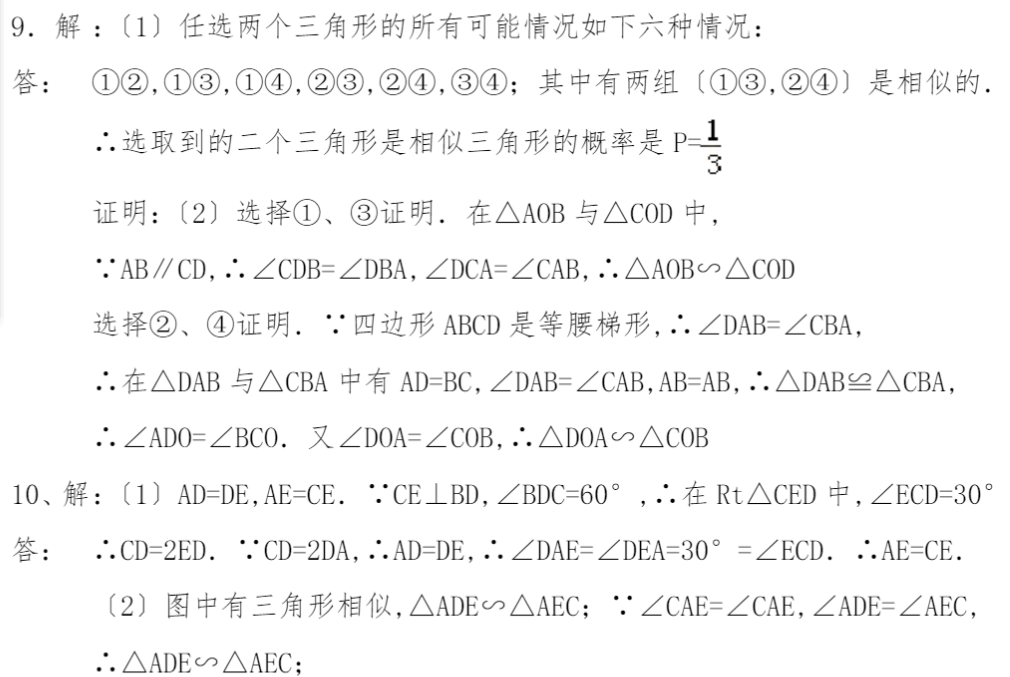 9. 解：〔1〕任选两个三角形的所有可能情况如下六种情况：
答： ①②,①③,①④,②③,②④,③④；其中有两组〔①③,②④〕是相似的.
∴选取到的二个三角形是相似三角形的概率是 P=1/3
证明：〔2〕选择①、③证明. 在△AOB 与△COD 中,
∵AB∥CD,∴∠CDB=∠DBA,∠DCA=∠CAB,∴△AOB∽△COD
选择②、④证明. ∵四边形 ABCD 是等腰梯形,∴∠DAB=∠CBA,
∴在△DAB 与△CBA 中有 AD=BC,∠DAB=∠CAB,AB=AB,∴△DAB≌△CBA,
∴∠ADO=∠BCO. 又∠DOA=∠COB,∴△DOA∽△COB
10、解：〔1〕AD=DE,AE=CE. ∵CE⊥BD,∠BDC=60°,∴在 Rt△CED 中,∠ECD=30°
答： ∴CD=2ED. ∵CD=2DA,∴AD=DE,∴∠DAE=∠DEA=30°=∠ECD. ∴AE=CE.
〔2〕图中有三角形相似,△ADE∽△AEC；∵∠CAE=∠CAE,∠ADE=∠AEC,
∴△ADE∽△AEC；